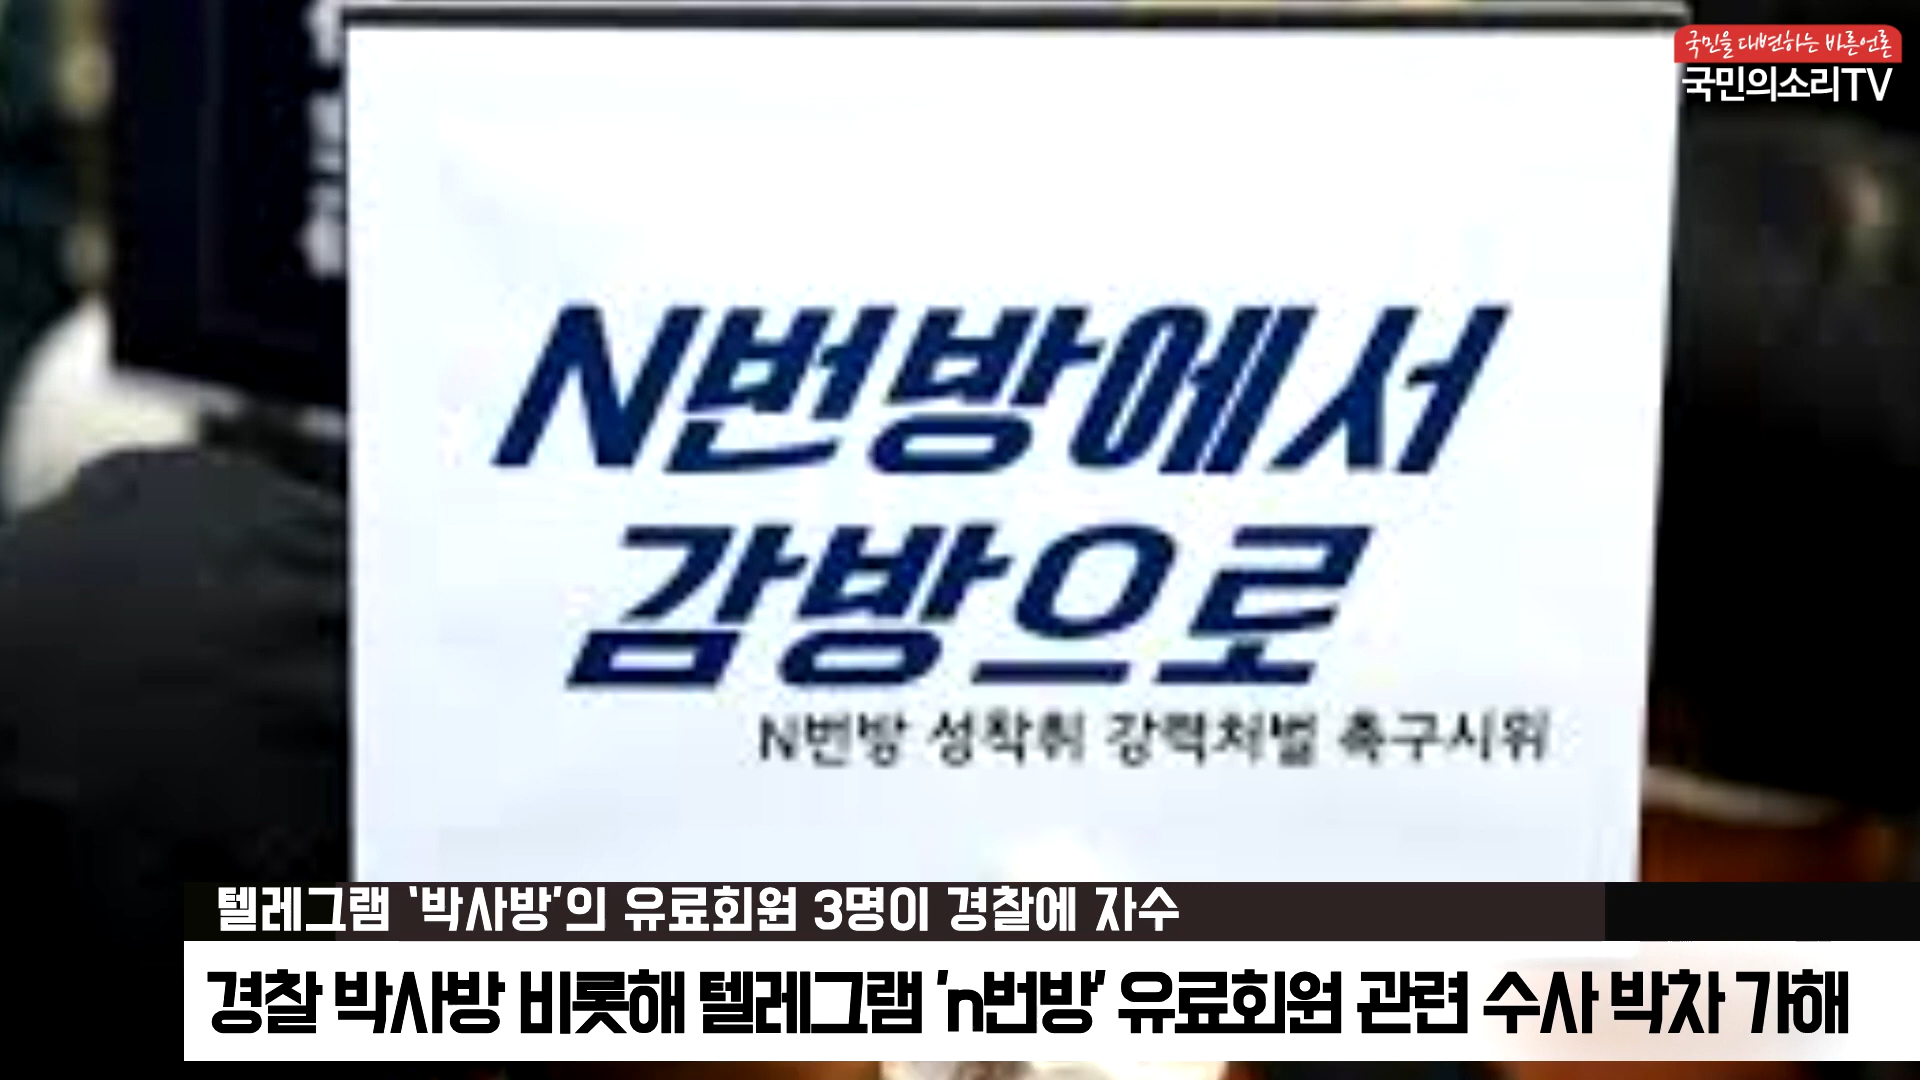 국민을 대변하는 바른언론
국민의소리TV
N번방에서
감방으로
N번방 성착취 강력처벌 촉구시위
텔레그램 '박사방'의 유료회원 3명이 경찰에 자수
경찰 박사방 비롯해 텔레그램 'n번방' 유료회원 관련 수사 박차 가해